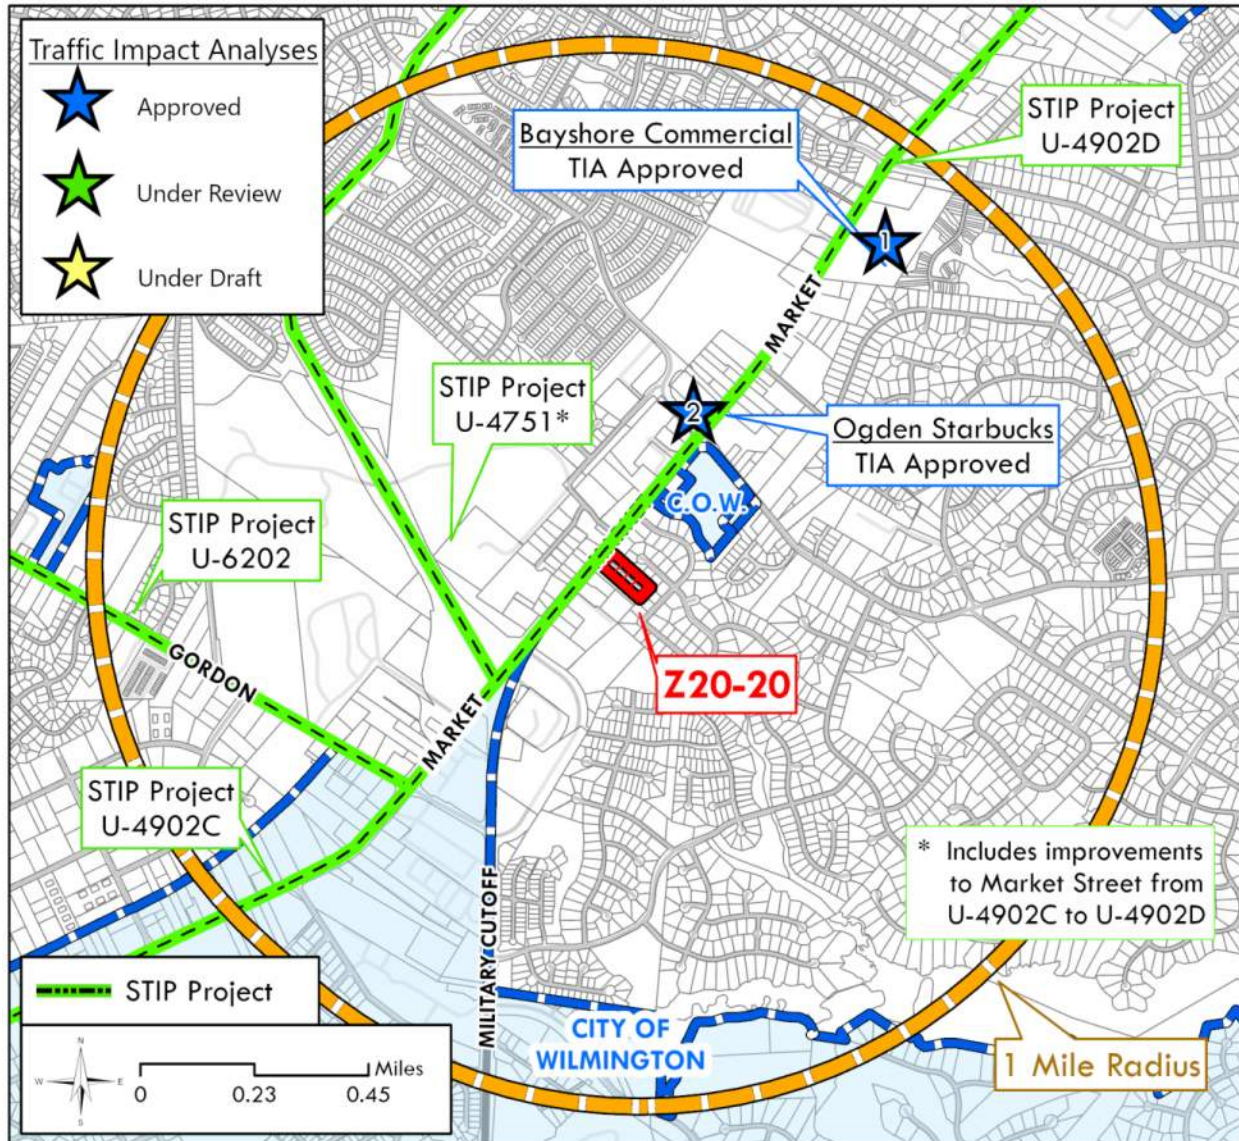 Traffic Impact Analyses
Approved
Under Review
Under Draft
Bayshore Commercial
TIA Approved
STIP Project
U-4902D
1
MARKET
STIP Project
U-4751*
2
Ogden Starbucks
TIA Approved
C.O.W.
STIP Project
U-6202
GORDON
Z20-20
MARKET
STIP Project
U-4902C
* Includes improvements
to Market Street from
U-4902C to U-4902D
MILITARY CUTOFF
STIP Project
CITY OF
WILMINGTON
1 Mile Radius
N
W E
S
Miles
0 0.23 0.45